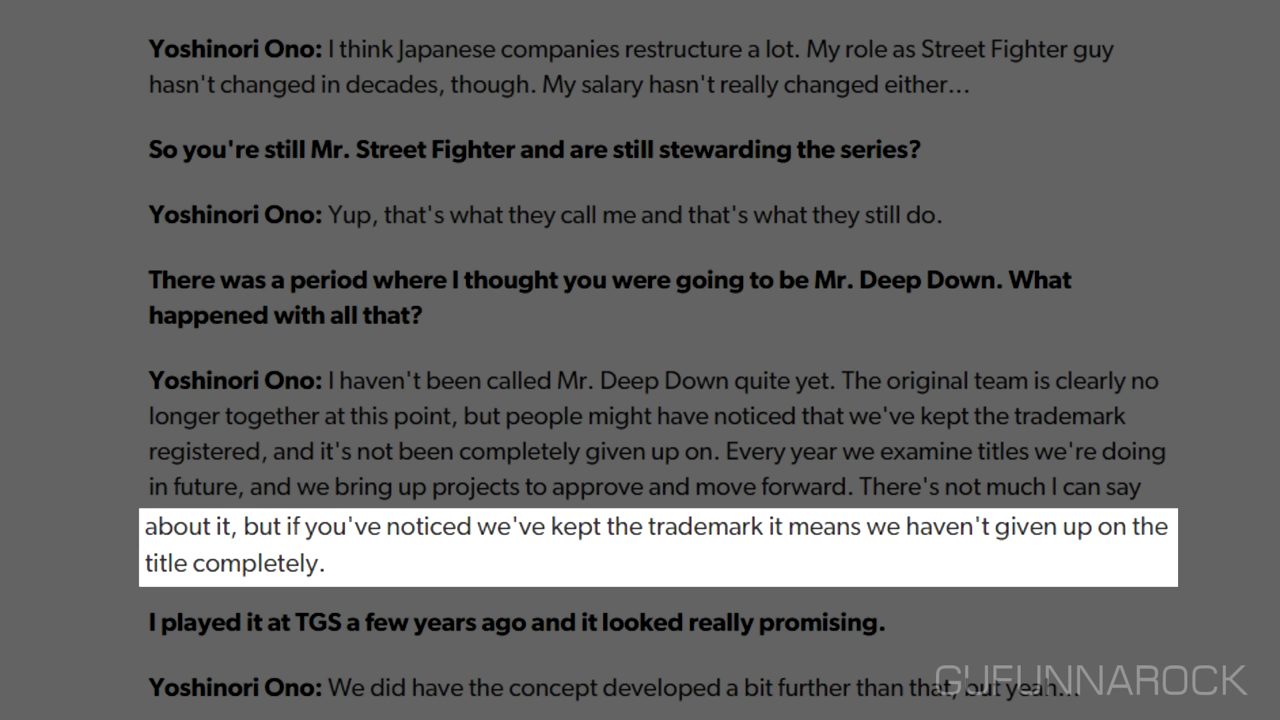 Yoshinori Ono: I think Japanese companies restructure a lot. My role as Street Fighter guy
hasn't changed in decades, though. My salary hasn't really changed either...
So you're still Mr. Street Fighter and are still stewarding the series?
Yoshinori Ono: Yup, that's what they call me and that's what they still do.
There was a period where I thought you were going to be Mr. Deep Down. What
happened with all that?
Yoshinori Ono: I haven't been called Mr. Deep Down quite yet. The original team is clearly no
longer together at this point, but people might have noticed that we've kept the trademark
registered, and it's not been completely given up on. Every year we examine titles we're doing
in future, and we bring up projects to approve and move forward. There's not much I can say
about it, but if you've noticed we've kept the trademark it means we haven't given up on the
title completely.
I played it at TGS a few years ago and it looked really promising.
Yoshinori Ono: We did have the concept developed a bit further than that, but yeah...